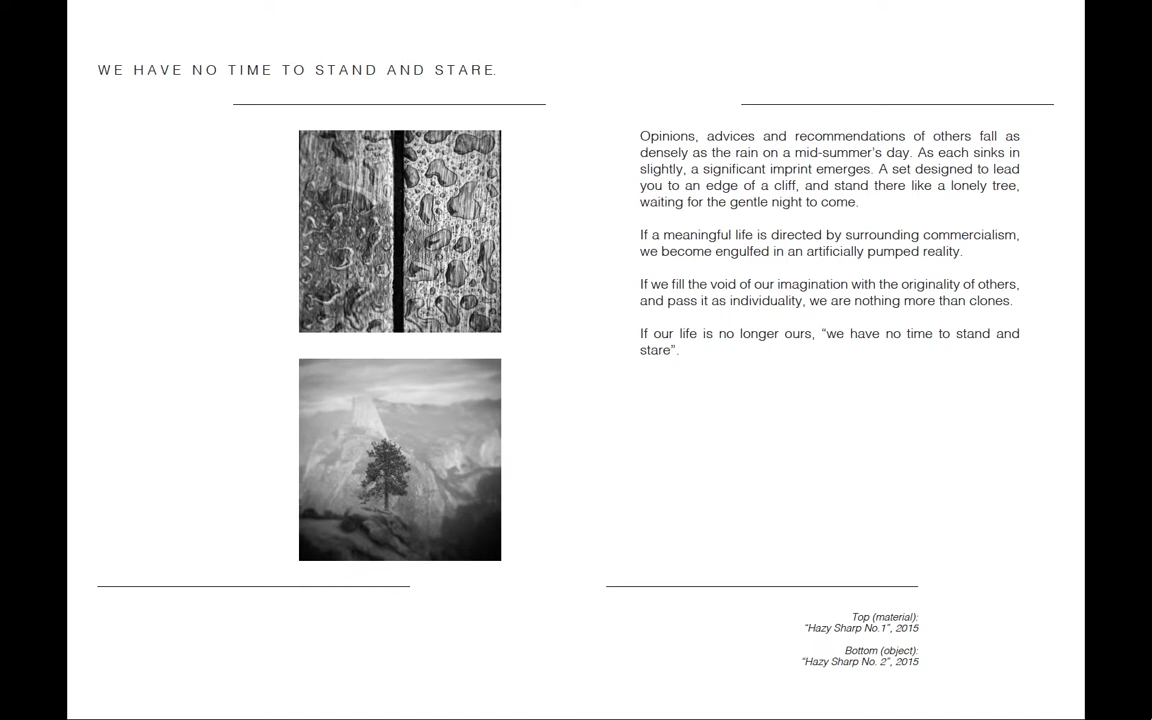 WE HAVE NO TIME TO STAND AND STARE.
Opinions, advices and recommendations of others fall as
densely as the rain on a mid-summer's day. As each sinks in
slightly, a significant imprint emerges. A set designed to lead
you to an edge of a cliff, and stand there like a lonely tree,
waiting for the gentle night to come.
If a meaningful life is directed by surrounding commercialism,
we become engulfed in an artificially pumped reality.
If we fill the void of our imagination with the originality of others,
and pass it as individuality, we are nothing more than clones.
If our life is no longer ours, “we have no time to stand and
stare”.
Top (material):
“Hazy Sharp No.1”, 2015
Bottom (object):
“Hazy Sharp No. 2”, 2015